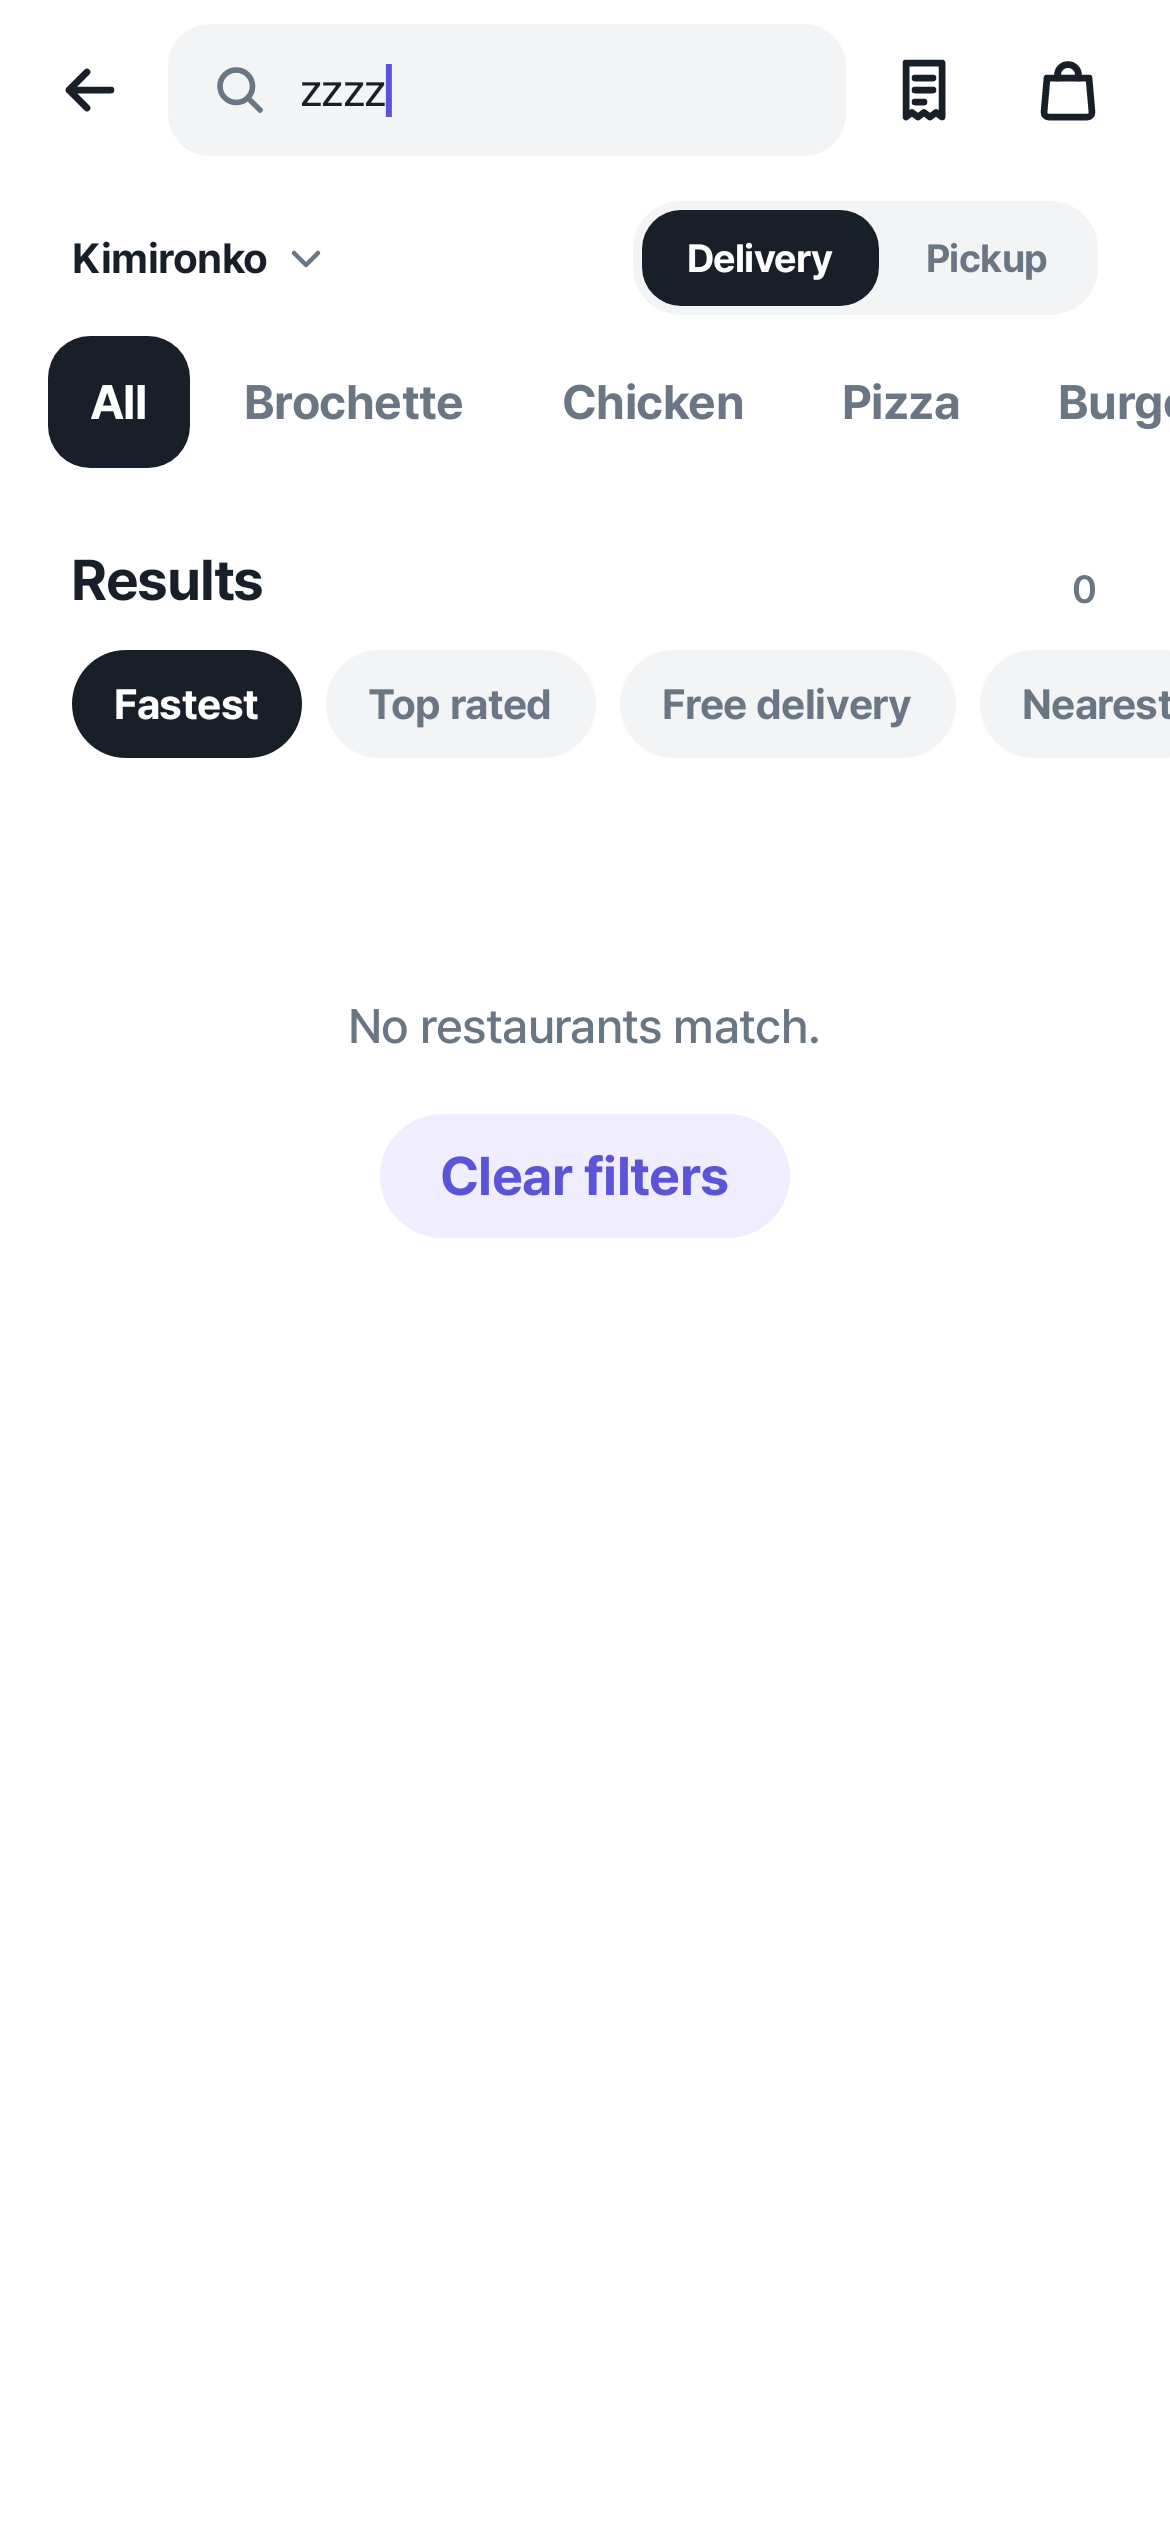 zzzz
Kimironko
Delivery Pickup
All Brochette Chicken Pizza Burge
Results
0
Fastest Top rated Free delivery Nearest
No restaurants match.
Clear filters